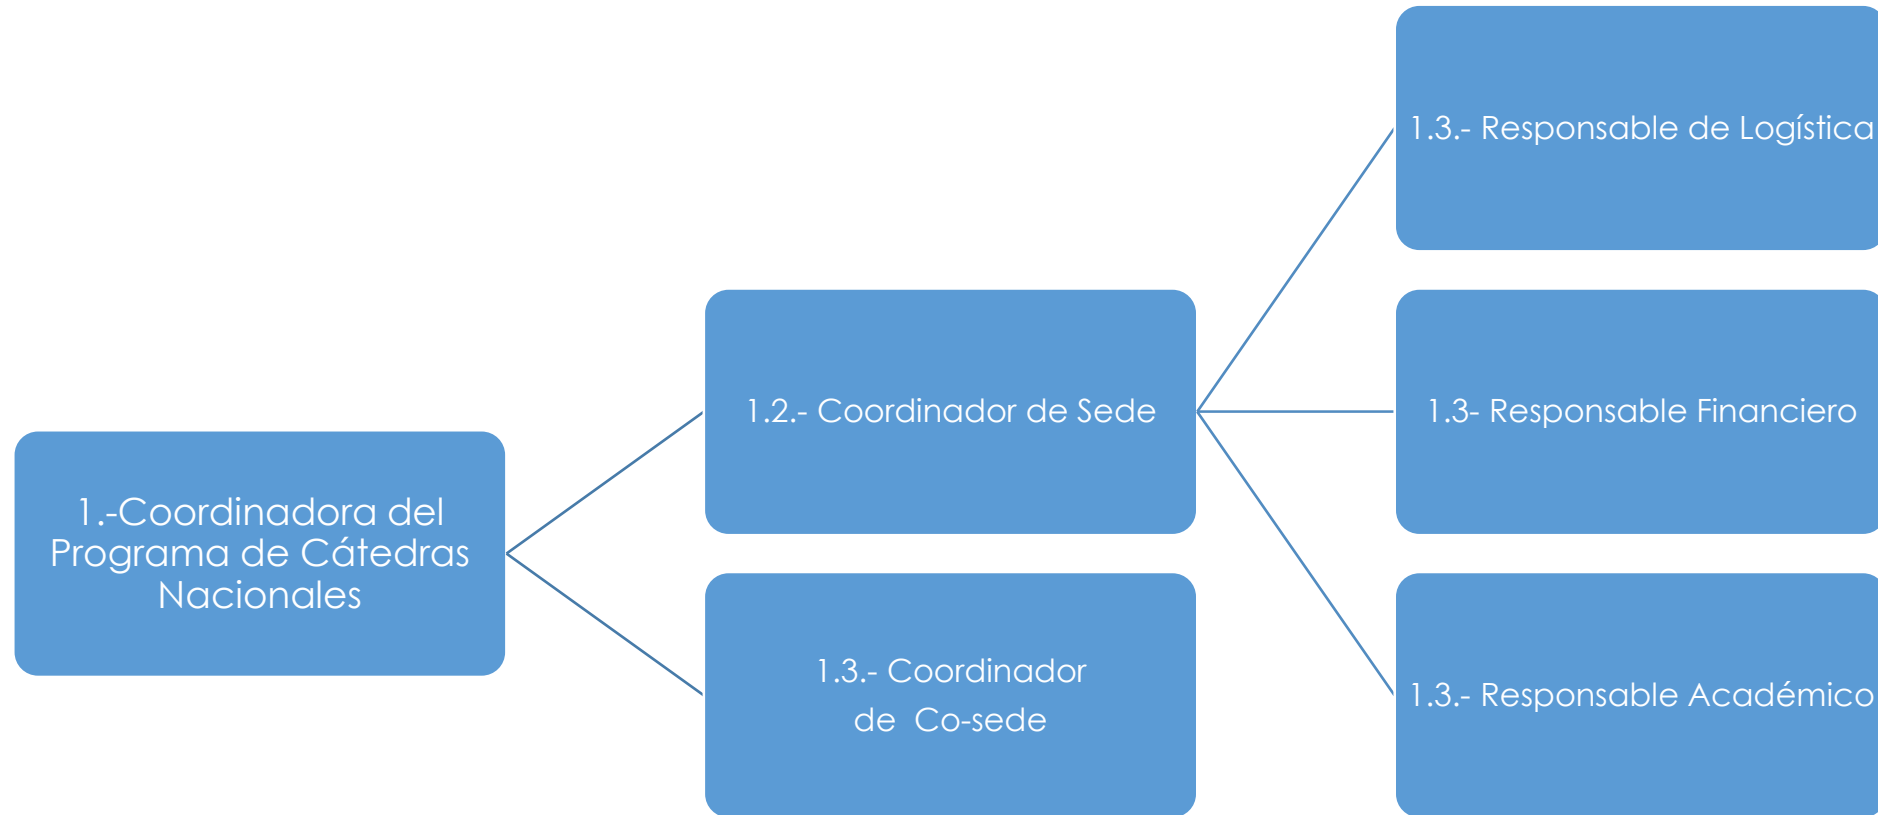 1.-Coordinadora del
Programa de Cátedras
Nacionales
1.2.- Coordinador de Sede
1.3.- Coordinador
de Co-sede
1.3.- Responsable de Logística
1.3- Responsable Financiero
1.3.- Responsable Académico